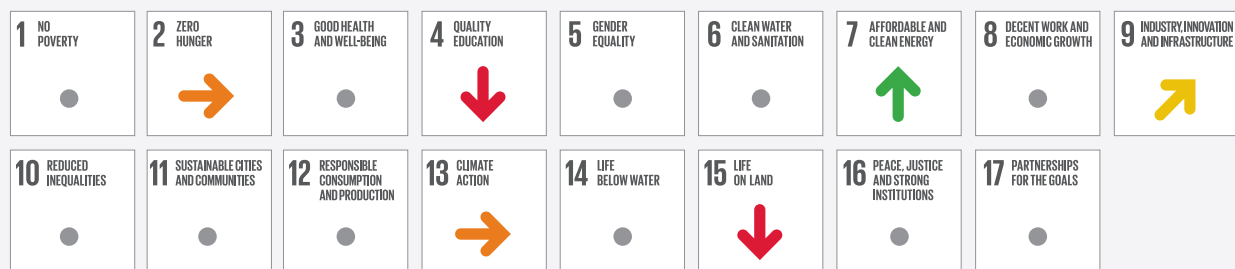 1 NO POVERTY
2 ZERO HUNGER
3 GOOD HEALTH AND WELL-BEING
4 QUALITY EDUCATION
5 GENDER EQUALITY
6 CLEAN WATER AND SANITATION
7 AFFORDABLE AND CLEAN ENERGY
8 DECENT WORK AND ECONOMIC GROWTH
9 INDUSTRY, INNOVATION AND INFRASTRUCTURE
10 REDUCED INEQUALITIES
11 SUSTAINABLE CITIES AND COMMUNITIES
12 RESPONSIBLE CONSUMPTION AND PRODUCTION
13 CLIMATE ACTION
14 LIFE BELOW WATER
15 LIFE ON LAND
16 PEACE, JUSTICE AND STRONG INSTITUTIONS
17 PARTNERSHIPS FOR THE GOALS